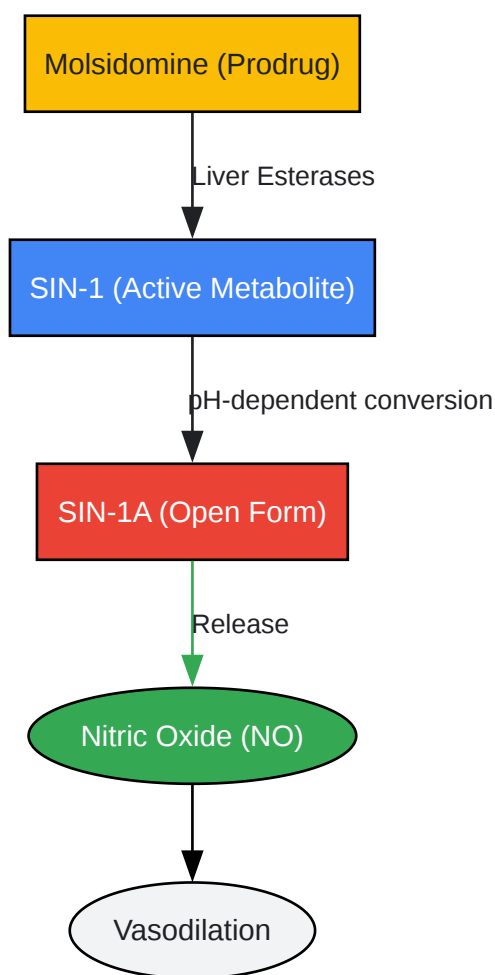 Molsidomine (Prodrug)
Liver Esterases
SIN-1 (Active Metabolite)
pH-dependent conversion
SIN-1A (Open Form)
Release
Nitric Oxide (NO)
Vasodilation